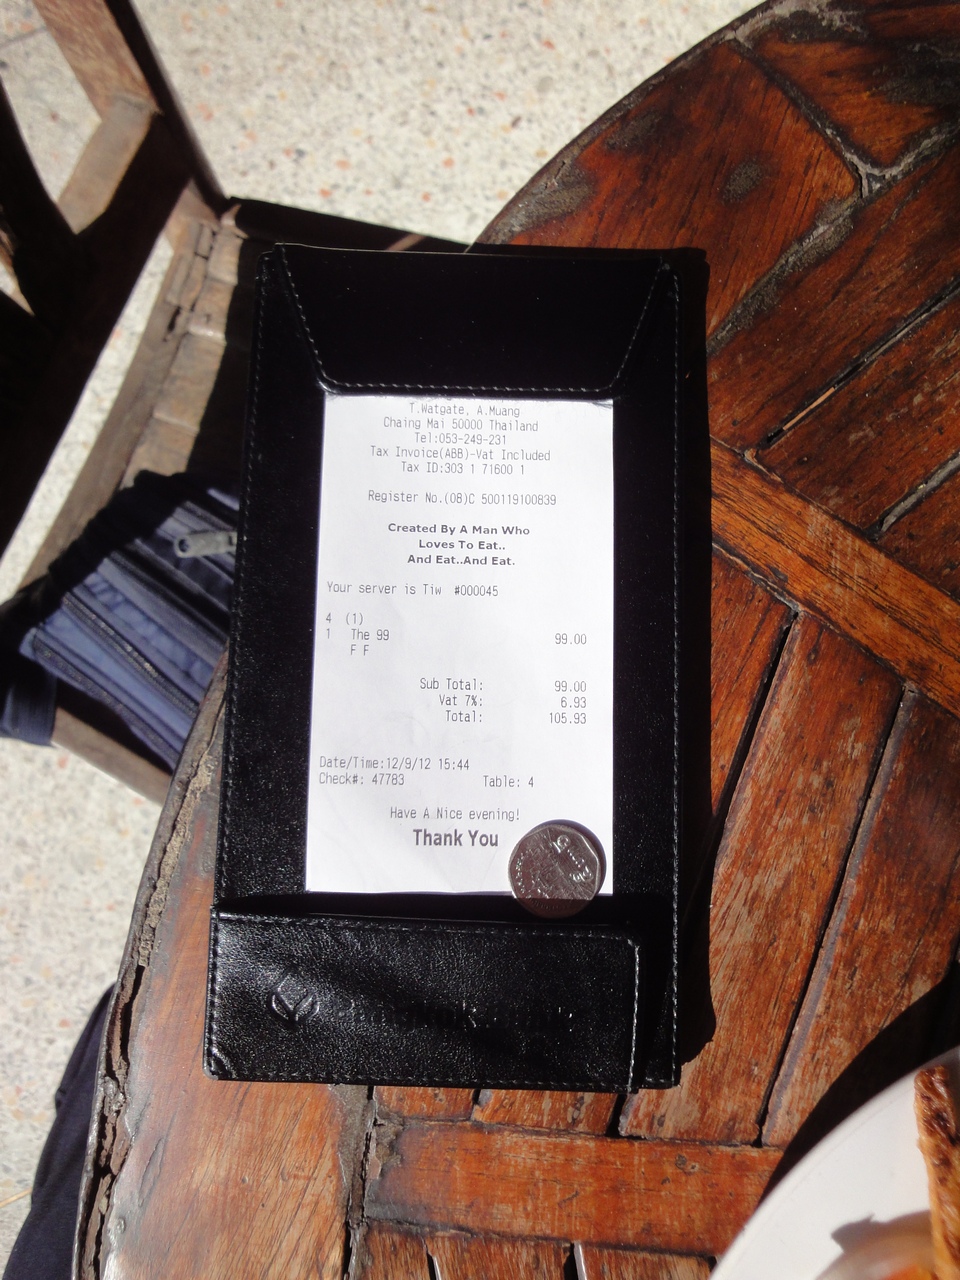 T.Watgate, A.Muang
Chaing Mai 50000 Thailand
Tel:053-249-231
Tax Invoice(ABB)-Vat Included
Tax ID:303 1 71600 1
Register No.(08)C 500119100839
Created By A Man Who
Loves To Eat..
And Eat..And Eat.
Your server is Tiw #000045
4 (1)
1 The 99 99.00
F F
Sub Total: 99.00
Vat 7%: 6.93
Total: 105.93
Date/Time:12/9/12 15:44
Check#: 47783 Table: 4
Have A Nice evening!
Thank You